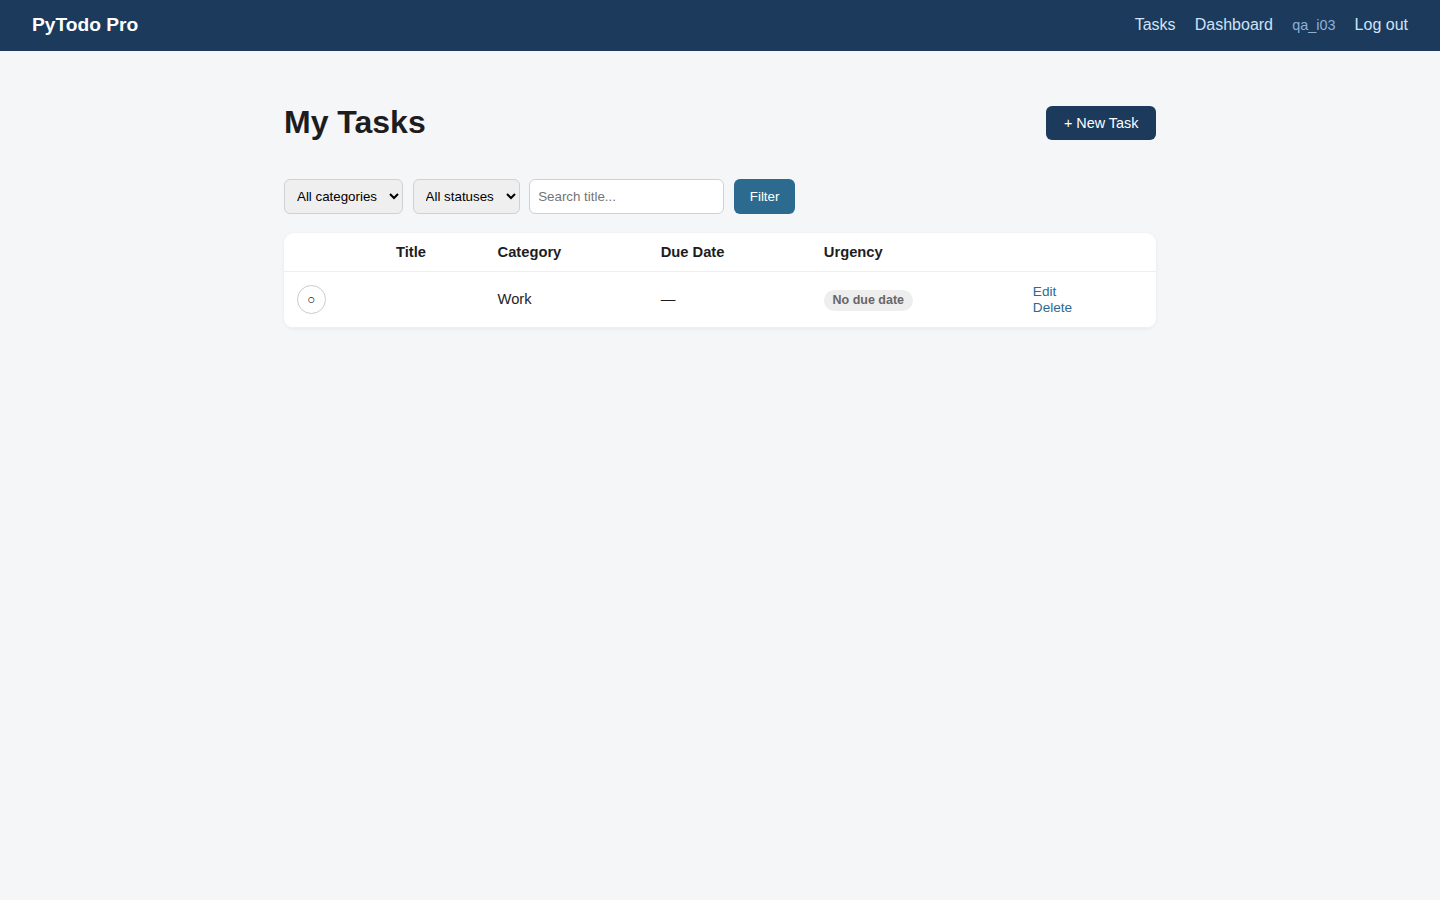 PyTodo Pro
Tasks Dashboard qa_i03 Log out
My Tasks
+ New Task
All categories All statuses Search title... Filter
Title Category Due Date Urgency
○ Work — No due date Edit
Delete